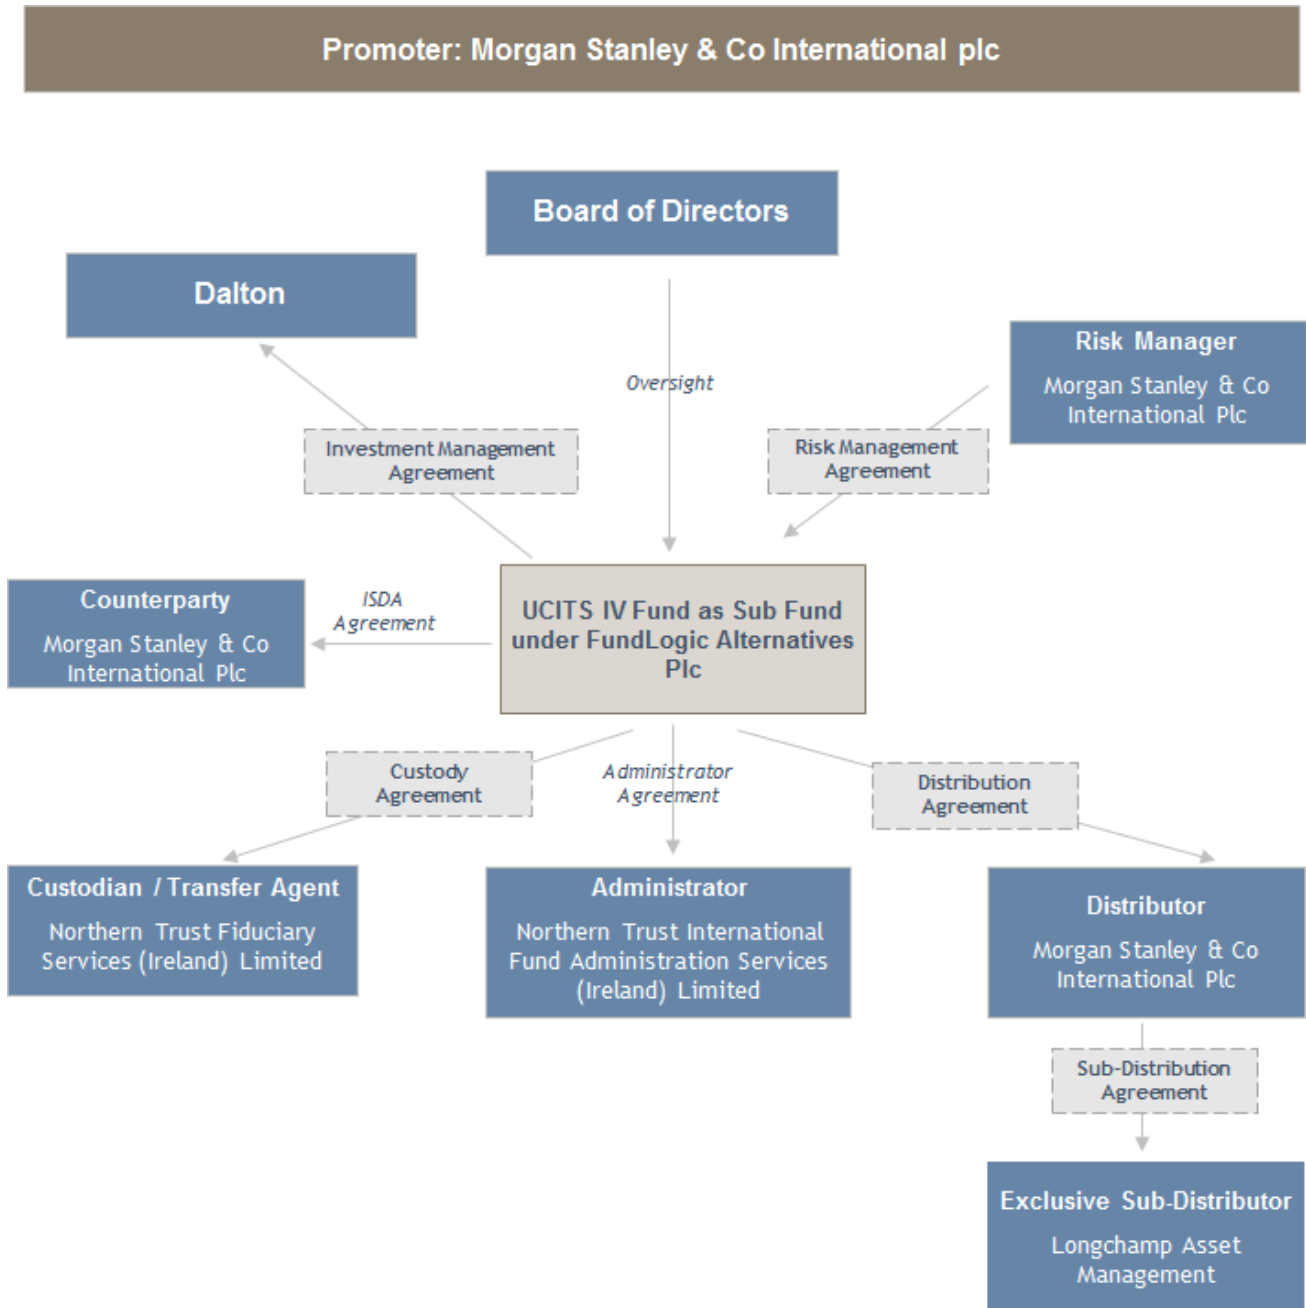 Promoter: Morgan Stanley & Co International plc
Board of Directors
Dalton
Risk Manager
Morgan Stanley & Co
International Plc
Oversight
Investment Management
Agreement
Risk Management
Agreement
Counterparty
Morgan Stanley & Co
International Plc
ISDA
Agreement
UCITS IV Fund as Sub Fund
under FundLogic Alternatives
Plc
Custody
Agreement
Administrator
Agreement
Distribution
Agreement
Custodian / Transfer Agent
Northern Trust Fiduciary
Services (Ireland) Limited
Administrator
Northern Trust International
Fund Administration Services
(Ireland) Limited
Distributor
Morgan Stanley & Co
International Plc
Sub-Distribution
Agreement
Exclusive Sub-Distributor
Longchamp Asset
Management